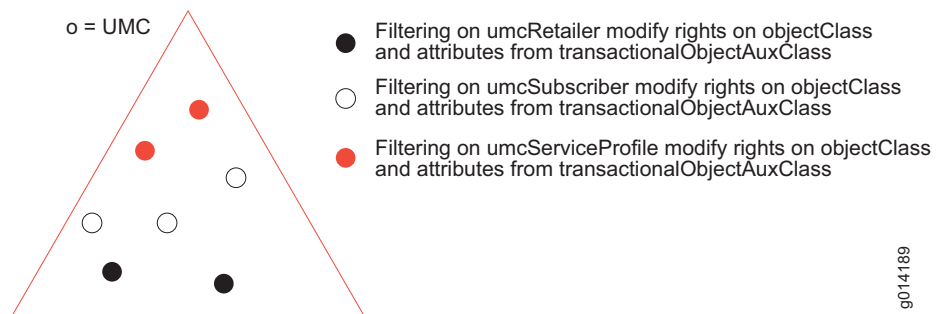 o = UMC
Filtering on umcRetailer modify rights on objectClass
and attributes from transactionalObjectAuxClass
Filtering on umcSubscriber modify rights on objectClass
and attributes from transactionalObjectAuxClass
Filtering on umcServiceProfile modify rights on objectClass
and attributes from transactionalObjectAuxClass
g014189